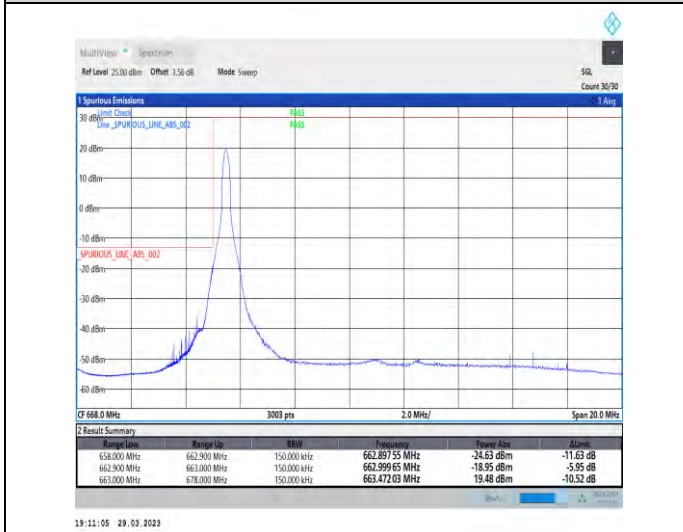 MultiView Spectrum
Ref Level 25.00 dBm Offset 3.56 dB Mode Sweep SGL
Count 30/30
1 Spurious Emissions 1 Avg
Limit Check PASS
30 dBm
Line _SPURIOUS_LINE_ABS_002 PASS
20 dBm
10 dBm
0 dBm
-10 dBm
_SPURIOUS_LINE_ABS_002
-20 dBm
-30 dBm
-40 dBm
-50 dBm
-60 dBm
CF 668.0 MHz 3003 pts 2.0 MHz/ Span 20.0 MHz
2 Result Summary
Range Low Range Up RBW Frequency Power Abs ΔLimit
658.000 MHz 662.900 MHz 150.000 kHz 662.897 55 MHz -24.63 dBm -11.63 dB
662.900 MHz 663.000 MHz 150.000 kHz 662.999 65 MHz -18.95 dBm -5.95 dB
663.000 MHz 678.000 MHz 150.000 kHz 663.472 03 MHz 19.48 dBm -10.52 dB
19:11:05 29.03.2023